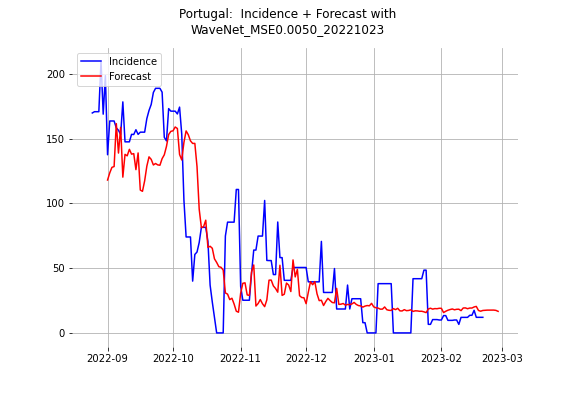 Portugal:  Incidence + Forecast with
WaveNet_MSE0.0050_20221023
Incidence
Forecast
200
150
100
50
0
2022-09 2022-10 2022-11 2022-12 2023-01 2023-02 2023-03